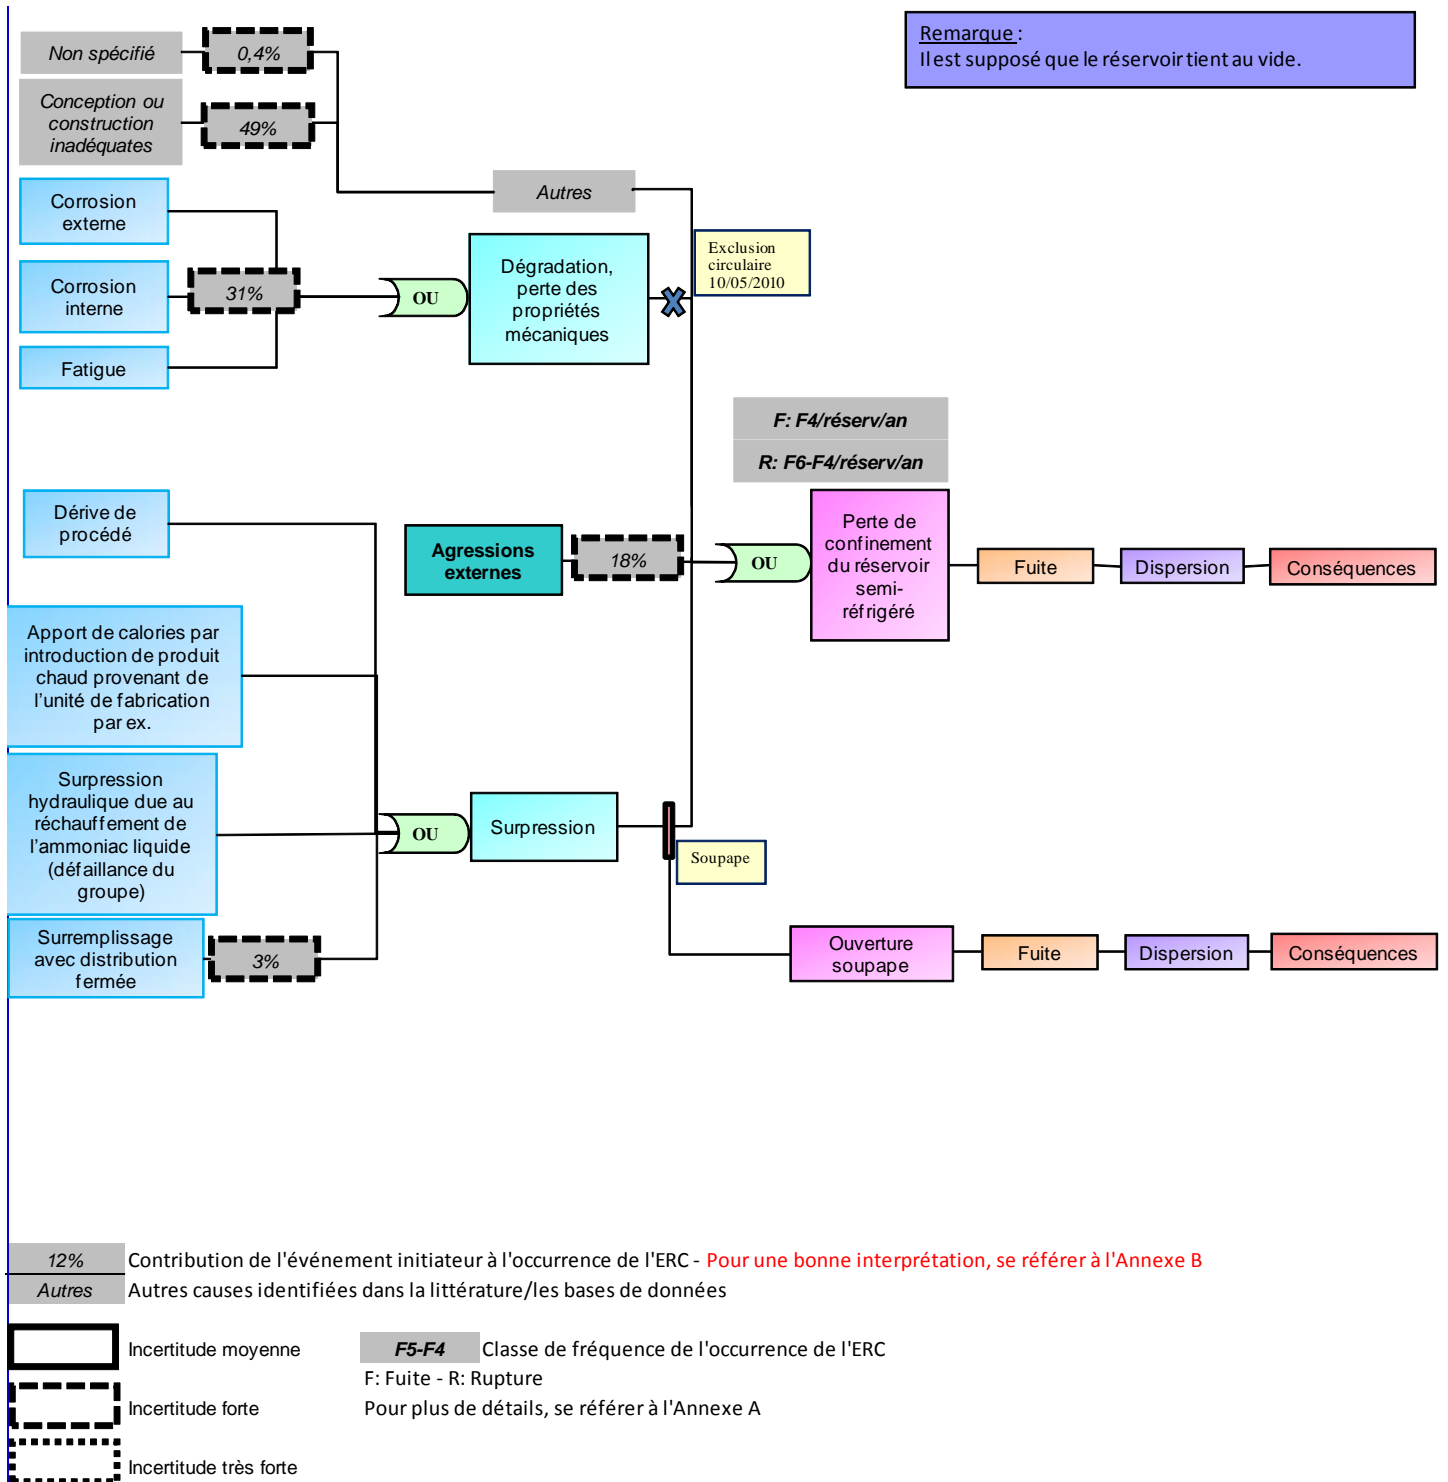 Remarque :
Il est supposé que le réservoir tient au vide.
Non spécifié
0,4%
Conception ou
construction
inadéquates
49%
Autres
Corrosion
externe
Corrosion
interne
31%
Fatigue
OU
Dégradation,
perte des
propriétés
mécaniques
Exclusion
circulaire
10/05/2010
F: F4/réserv/an
R: F6-F4/réserv/an
Dérive de
procédé
Agressions
externes
18%
OU
Perte de
confinement
du réservoir
semi-
réfrigéré
Fuite
Dispersion
Conséquences
Apport de calories par
introduction de produit
chaud provenant de
l'unité de fabrication
par ex.
Surpression
hydraulique due au
réchauffement de
l'ammoniac liquide
(défaillance du
groupe)
OU
Surpression
Soupape
Surremplissage
avec distribution
fermée
3%
Ouverture
soupape
Fuite
Dispersion
Conséquences
12% Contribution de l'événement initiateur à l'occurrence de l'ERC - Pour une bonne interprétation, se référer à l'Annexe B
Autres Autres causes identifiées dans la littérature/les bases de données
Incertitude moyenne
F5-F4 Classe de fréquence de l'occurrence de l'ERC
F: Fuite - R: Rupture
Incertitude forte
Pour plus de détails, se référer à l'Annexe A
Incertitude très forte